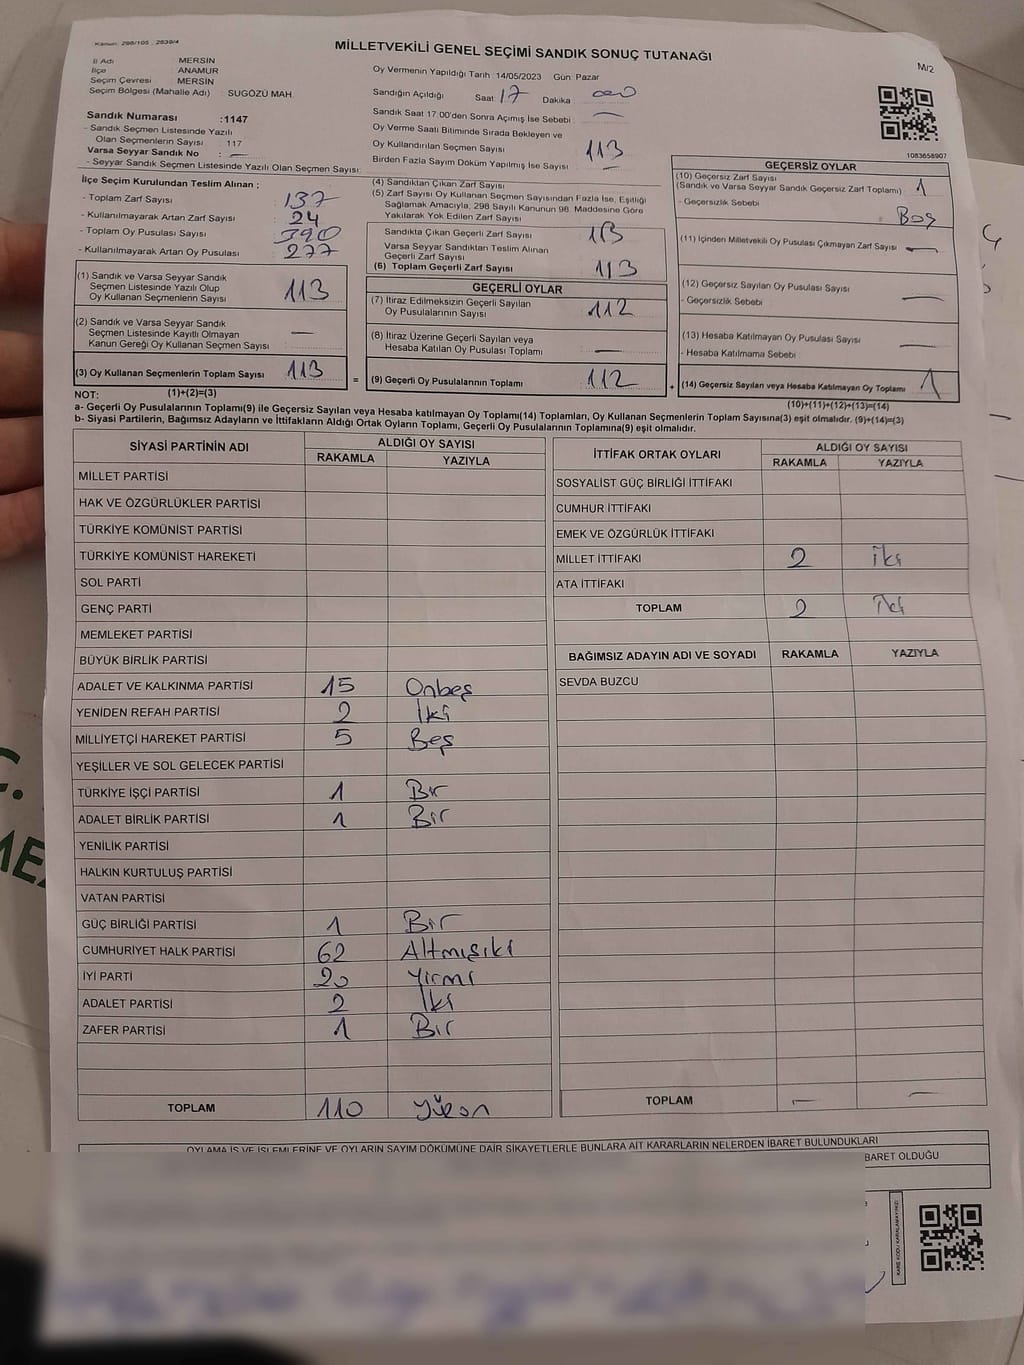 Kanun: 298/105 , 2839/4
MİLLETVEKİLİ GENEL SEÇİMİ SANDIK SONUÇ TUTANAĞI
M/2
İl Adı : MERSİN
İlçe : ANAMUR
Seçim Çevresi : MERSİN
Seçim Bölgesi (Mahalle Adı) : SUGÖZÜ MAH.
Sandık Numarası :1147
- Sandık Seçmen Listesinde Yazılı
Olan Seçmenlerin Sayısı : 117
Varsa Seyyar Sandık No : —
- Seyyar Sandık Seçmen Listesinde Yazılı Olan Seçmen Sayısı:
Oy Vermenin Yapıldığı Tarih :14/05/2023 Gün: Pazar
Sandığın Açıldığı Saat 17 Dakika
Sandık Saat 17.00'den Sonra Açımış İse Sebebi : —
Oy Verme Saati Bitiminde Sırada Bekleyen ve
Oy Kullandırılan Seçmen Sayısı : 113
Birden Fazla Sayım Döküm Yapılmış İse Sayısı : —
1083658907
İlçe Seçim Kurulundan Teslim Alınan ;
- Toplam Zarf Sayısı : 137
- Kullanılmayarak Artan Zarf Sayısı : 24
- Toplam Oy Pusulası Sayısı : 390
- Kullanılmayarak Artan Oy Pusulası : 277
(1) Sandık ve Varsa Seyyar Sandık
Seçmen Listesinde Yazılı Olup
Oy Kullanan Seçmenlerin Sayısı : 113
(2) Sandık ve Varsa Seyyar Sandık
Seçmen Listesinde Kayıtlı Olmayan
Kanun Gereği Oy Kullanan Seçmen Sayısı : —
(3) Oy Kullanan Seçmenlerin Toplam Sayısı 113
(4) Sandıktan Çıkan Zarf Sayısı :
(5) Zarf Sayısı Oy Kullanan Seçmen Sayısından Fazla İse, Eşitliği
Sağlamak Amacıyla, 298 Sayılı Kanunun 98. Maddesine Göre
Yakılarak Yok Edilen Zarf Sayısı :
Sandıkta Çıkan Geçerli Zarf Sayısı : 113
Varsa Seyyar Sandıktan Teslim Alınan
Geçerli Zarf Sayısı :
(6) Toplam Geçerli Zarf Sayısı : 113
GEÇERLİ OYLAR
(7) İtiraz Edilmeksizin Geçerli Sayılan
Oy Pusulalarının Sayısı : 112
(8) İtiraz Üzerine Geçerli Sayılan veya
Hesaba Katılan Oy Pusulası Toplamı : —
= (9) Geçerli Oy Pusulalarının Toplamı : 112
GEÇERSİZ OYLAR
(10) Geçersiz Zarf Sayısı
(Sandık ve Varsa Seyyar Sandık Geçersiz Zarf Toplamı) : 1
- Geçersizlik Sebebi : Boş
(11) İçinden Milletvekili Oy Pusulası Çıkmayan Zarf Sayısı : —
(12) Geçersiz Sayılan Oy Pusulası Sayısı :
- Geçersizlik Sebebi : —
(13) Hesaba Katılmayan Oy Pusulası Sayısı : —
- Hesaba Katılmama Sebebi :
+ (14) Geçersiz Sayılan veya Hesaba Katılmayan Oy Toplamı 1
NOT: (1)+(2)=(3)
(10)+(11)+(12)+(13)=(14)
a- Geçerli Oy Pusulalarının Toplamı(9) ile Geçersiz Sayılan veya Hesaba katılmayan Oy Toplamı(14) Toplamları, Oy Kullanan Seçmenlerin Toplam Sayısına(3) eşit olmalıdır. (9)+(14)=(3)
b- Siyasi Partilerin, Bağımsız Adayların ve İttifakların Aldığı Ortak Oyların Toplamı, Geçerli Oy Pusulalarının Toplamına(9) eşit olmalıdır.
SİYASİ PARTİNİN ADI ALDIĞI OY SAYISI
RAKAMLA YAZIYLA
MİLLET PARTİSİ
HAK VE ÖZGÜRLÜKLER PARTİSİ
TÜRKİYE KOMÜNİST PARTİSİ
TÜRKİYE KOMÜNİST HAREKETİ
SOL PARTİ
GENÇ PARTİ
MEMLEKET PARTİSİ
BÜYÜK BİRLİK PARTİSİ
ADALET VE KALKINMA PARTİSİ 15 Onbeş
YENİDEN REFAH PARTİSİ 2 İki
MİLLİYETÇİ HAREKET PARTİSİ 5 Beş
YEŞİLLER VE SOL GELECEK PARTİSİ
TÜRKİYE İŞÇİ PARTİSİ 1 Bir
ADALET BİRLİK PARTİSİ 1 Bir
YENİLİK PARTİSİ
HALKIN KURTULUŞ PARTİSİ
VATAN PARTİSİ
GÜÇ BİRLİĞİ PARTİSİ 1 Bir
CUMHURİYET HALK PARTİSİ 62 Altmışiki
İYİ PARTİ 20 Yirmi
ADALET PARTİSİ 2 İki
ZAFER PARTİSİ 1 Bir
TOPLAM 110 Yüzon
İTTİFAK ORTAK OYLARI ALDIĞI OY SAYISI
RAKAMLA YAZIYLA
SOSYALİST GÜÇ BİRLİĞİ İTTİFAKI
CUMHUR İTTİFAKI
EMEK VE ÖZGÜRLÜK İTTİFAKI
MİLLET İTTİFAKI 2 iki
ATA İTTİFAKI
TOPLAM 2 iki
BAĞIMSIZ ADAYIN ADI VE SOYADI RAKAMLA YAZIYLA
SEVDA BUZCU
TOPLAM — —
OYLAMA İŞ VE İŞLEMLERİNE VE OYLARIN SAYIM DÖKÜMÜNE DAİR ŞİKAYETLERLE BUNLARA AİT KARARLARIN NELERDEN İBARET BULUNDUKLARI
BARET OLDUĞU